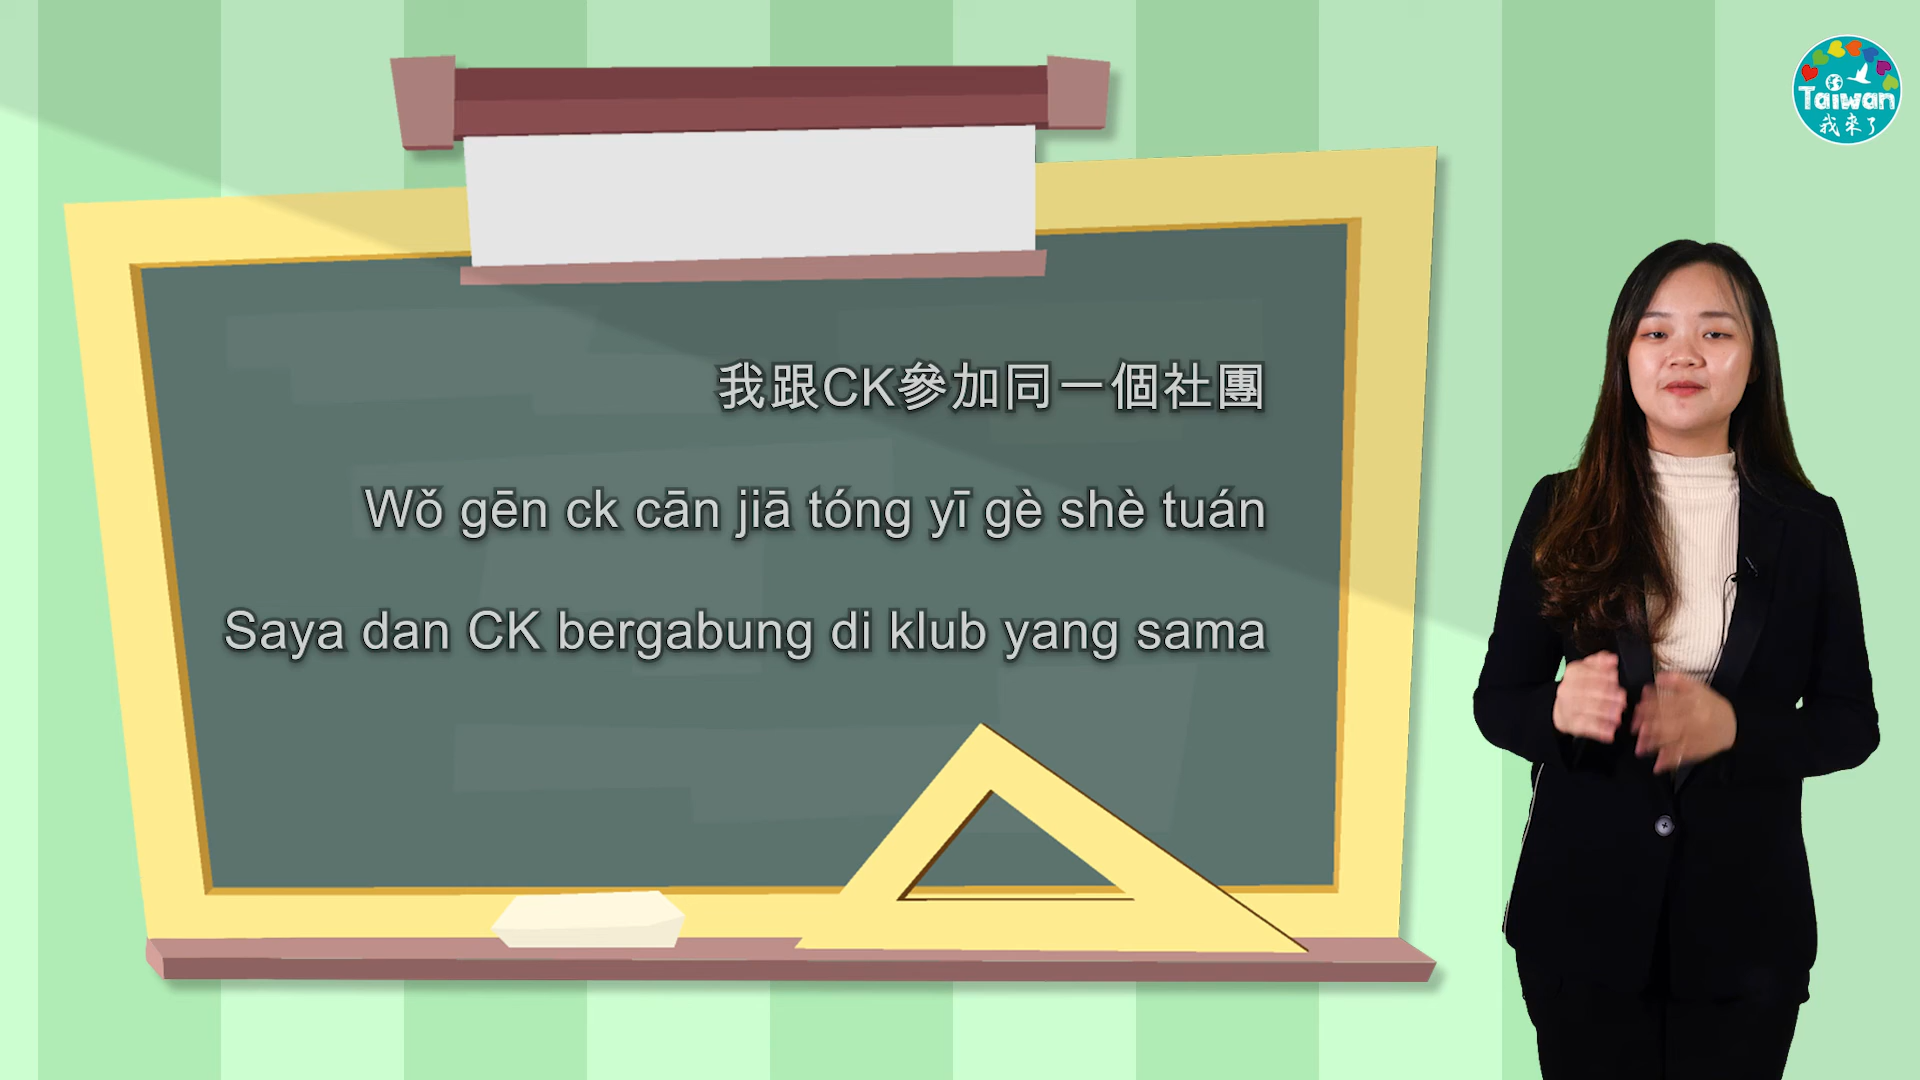 Taiwan
我來了
我跟CK參加同一個社團
Wǒ gēn ck cān jiā tóng yī gè shè tuán
Saya dan CK bergabung di klub yang sama